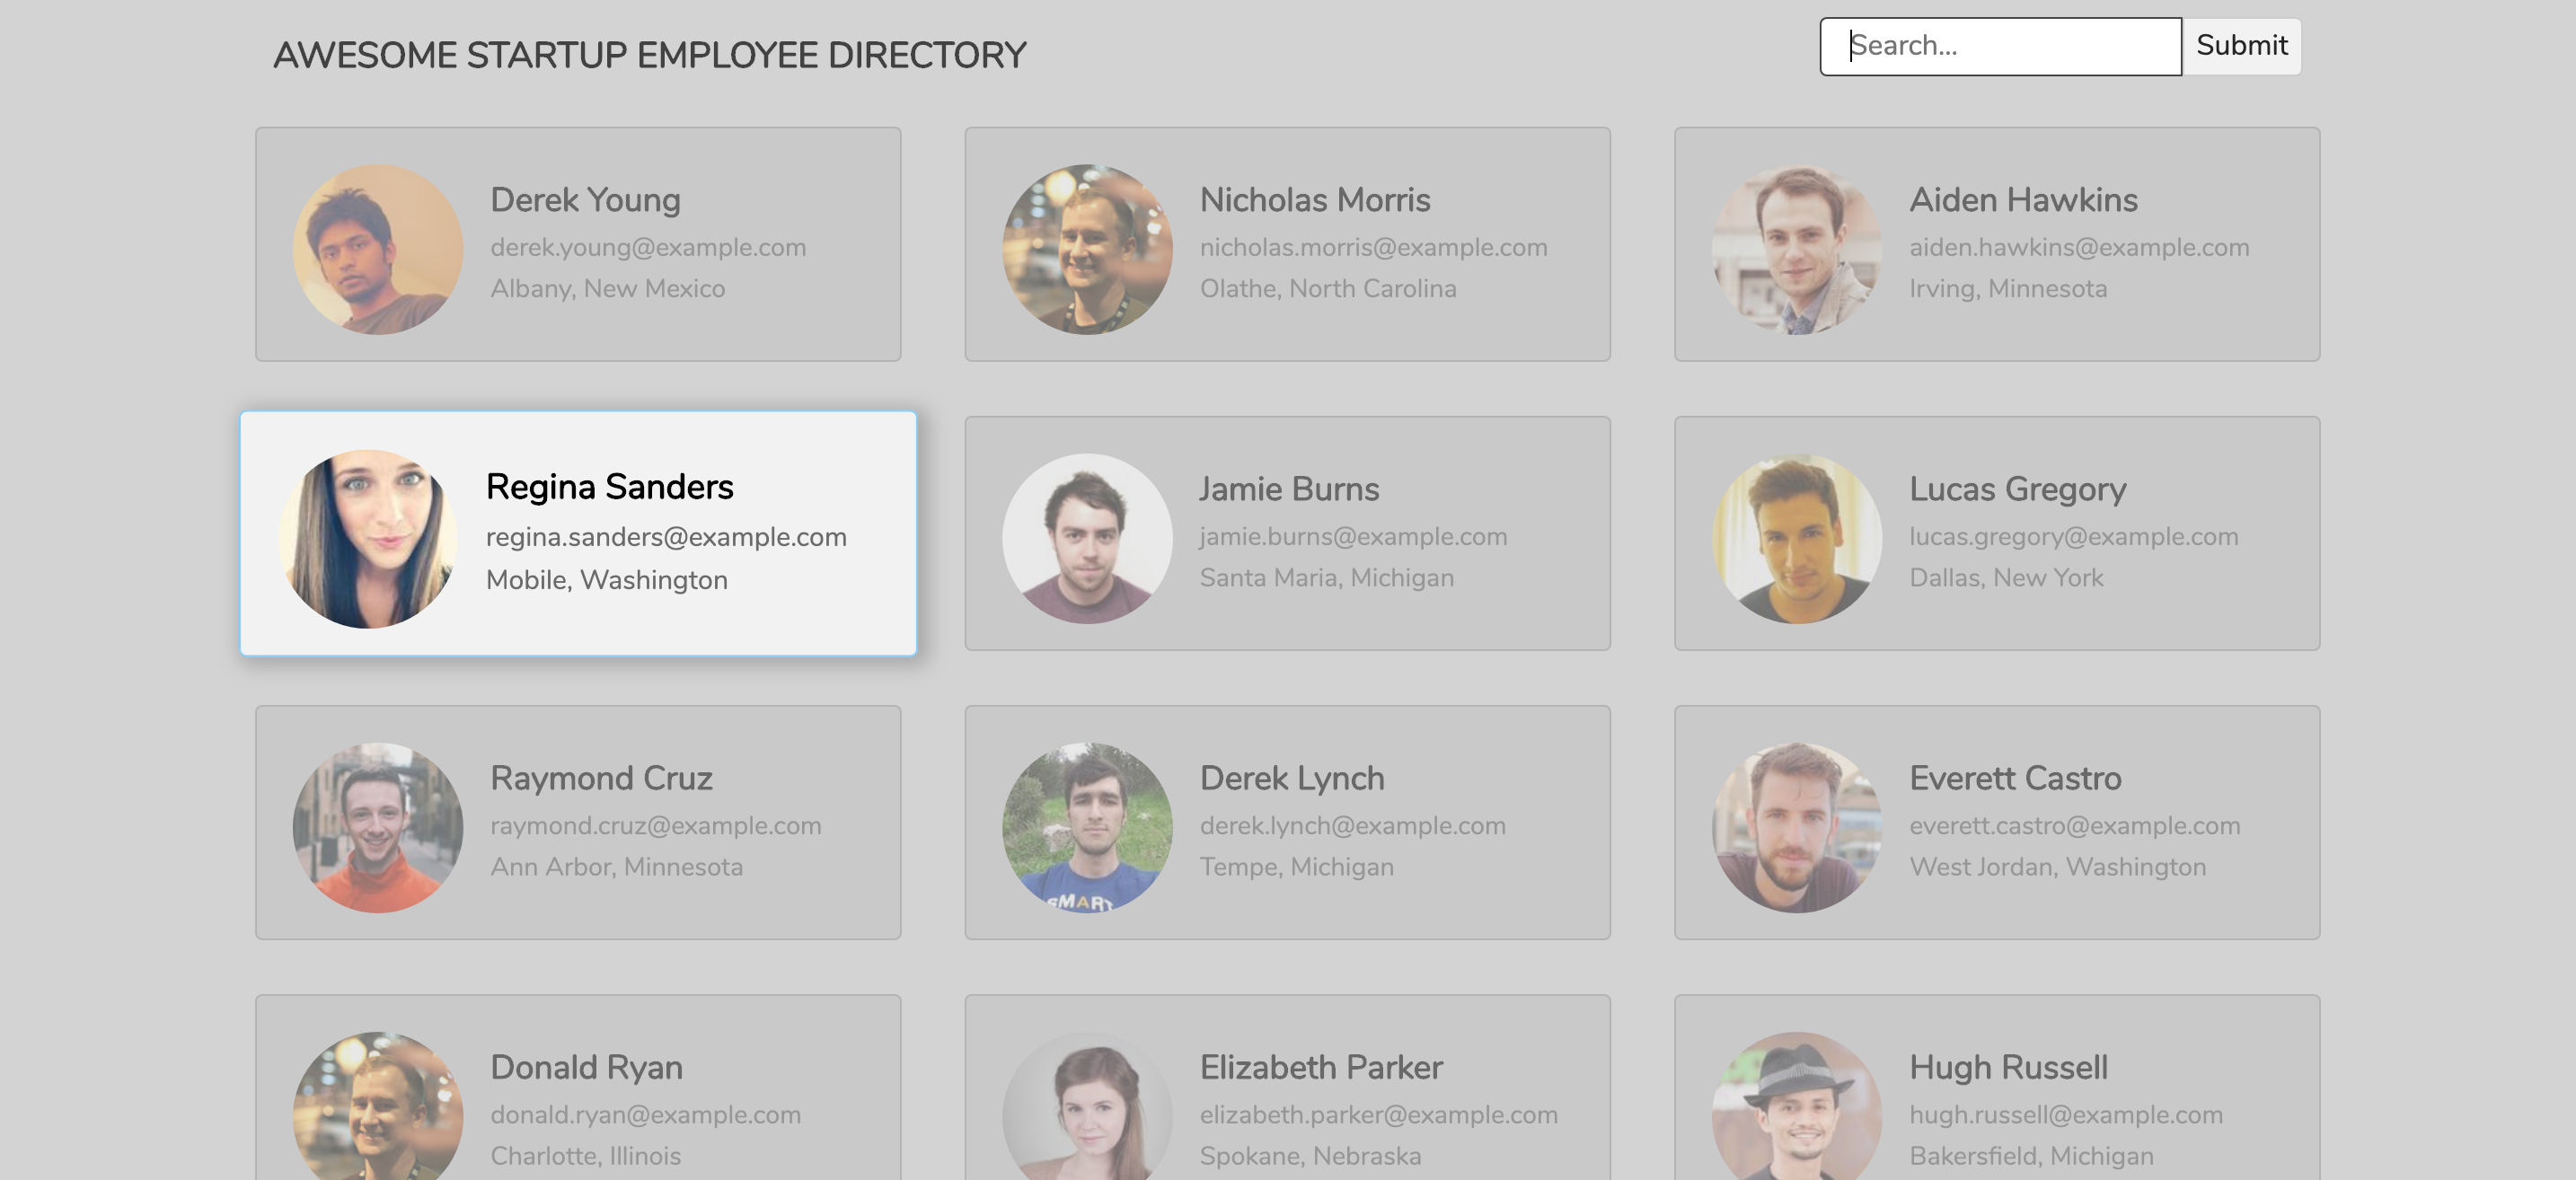 AWESOME STARTUP EMPLOYEE DIRECTORY
Search...
Submit
Derek Young
derek.young@example.com
Albany, New Mexico
Nicholas Morris
nicholas.morris@example.com
Olathe, North Carolina
Aiden Hawkins
aiden.hawkins@example.com
Irving, Minnesota
Regina Sanders
regina.sanders@example.com
Mobile, Washington
Jamie Burns
jamie.burns@example.com
Santa Maria, Michigan
Lucas Gregory
lucas.gregory@example.com
Dallas, New York
Raymond Cruz
raymond.cruz@example.com
Ann Arbor, Minnesota
Derek Lynch
derek.lynch@example.com
Tempe, Michigan
SMART
Everett Castro
everett.castro@example.com
West Jordan, Washington
Donald Ryan
donald.ryan@example.com
Charlotte, Illinois
Elizabeth Parker
elizabeth.parker@example.com
Spokane, Nebraska
Hugh Russell
hugh.russell@example.com
Bakersfield, Michigan